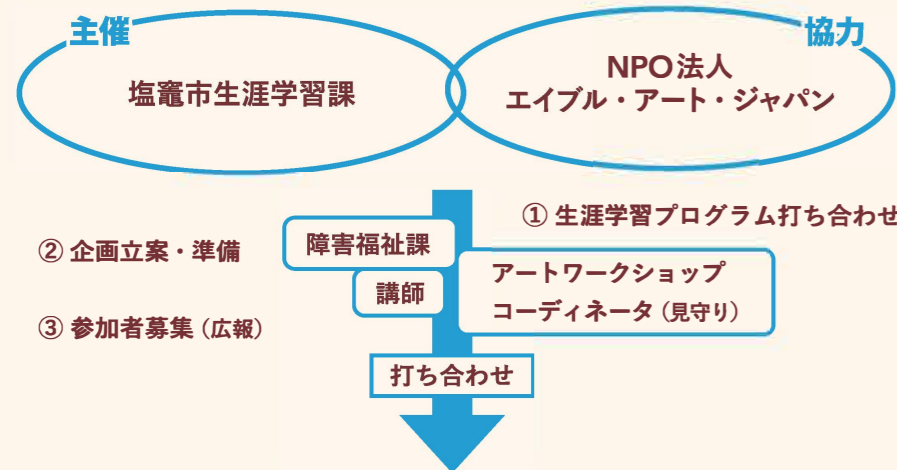 主催
協力
塩竈市生涯学習課
NPO法人
エイブル・アート・ジャパン
① 生涯学習プログラム打ち合わせ
② 企画立案・準備
障害福祉課
講師
アートワークショップ
コーディネータ（見守り）
③ 参加者募集（広報）
打ち合わせ